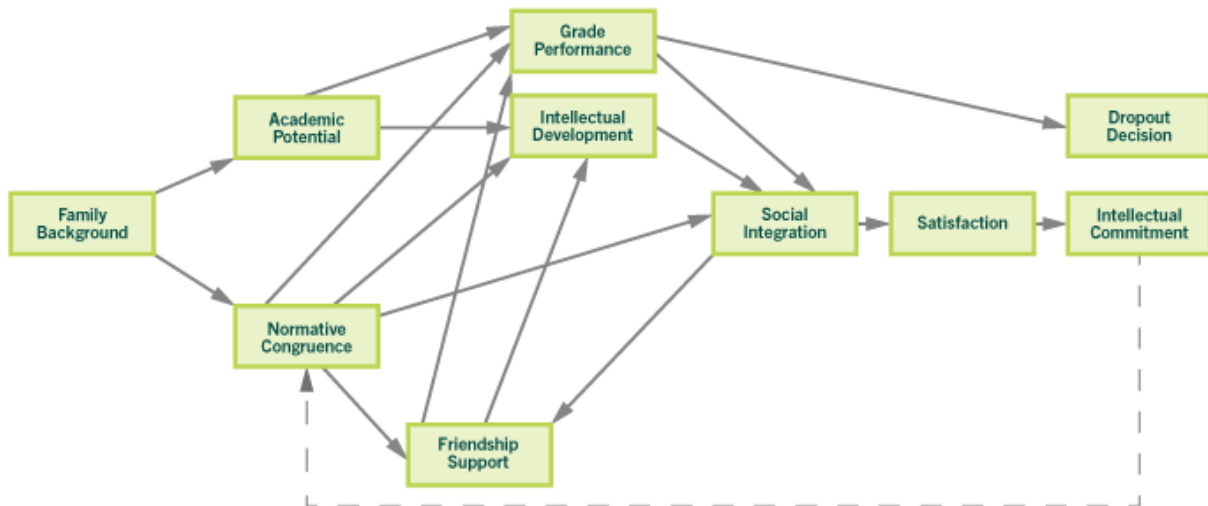 Grade
Performance
Academic
Potential
Intellectual
Development
Dropout
Decision
Family
Background
Social
Integration
Satisfaction
Intellectual
Commitment
Normative
Congruence
Friendship
Support